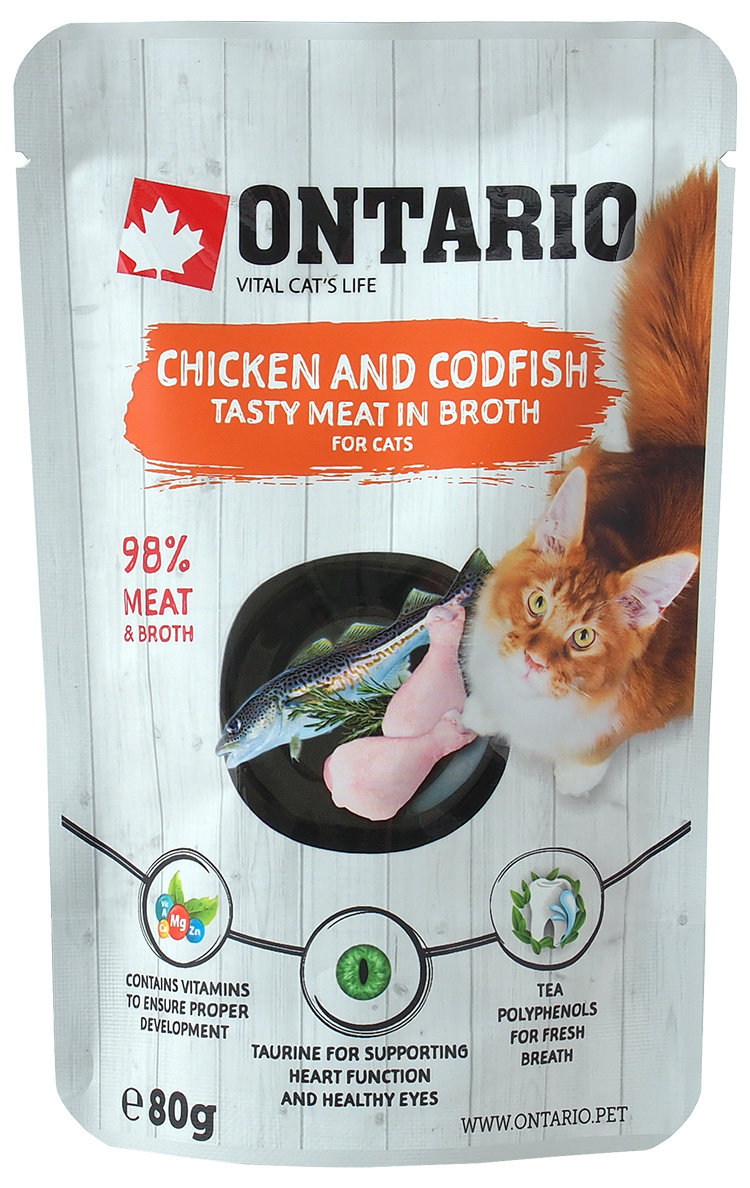 ONTARIO
VITAL CAT'S LIFE
CHICKEN AND CODFISH
TASTY MEAT IN BROTH
FOR CATS
98%
MEAT
& BROTH
Mg
Zn
CONTAINS VITAMINS
TO ENSURE PROPER
DEVELOPMENT
TAURINE FOR SUPPORTING
HEART FUNCTION
AND HEALTHY EYES
TEA
POLYPHENOLS
FOR FRESH
BREATH
℮80g
WWW.ONTARIO.PET